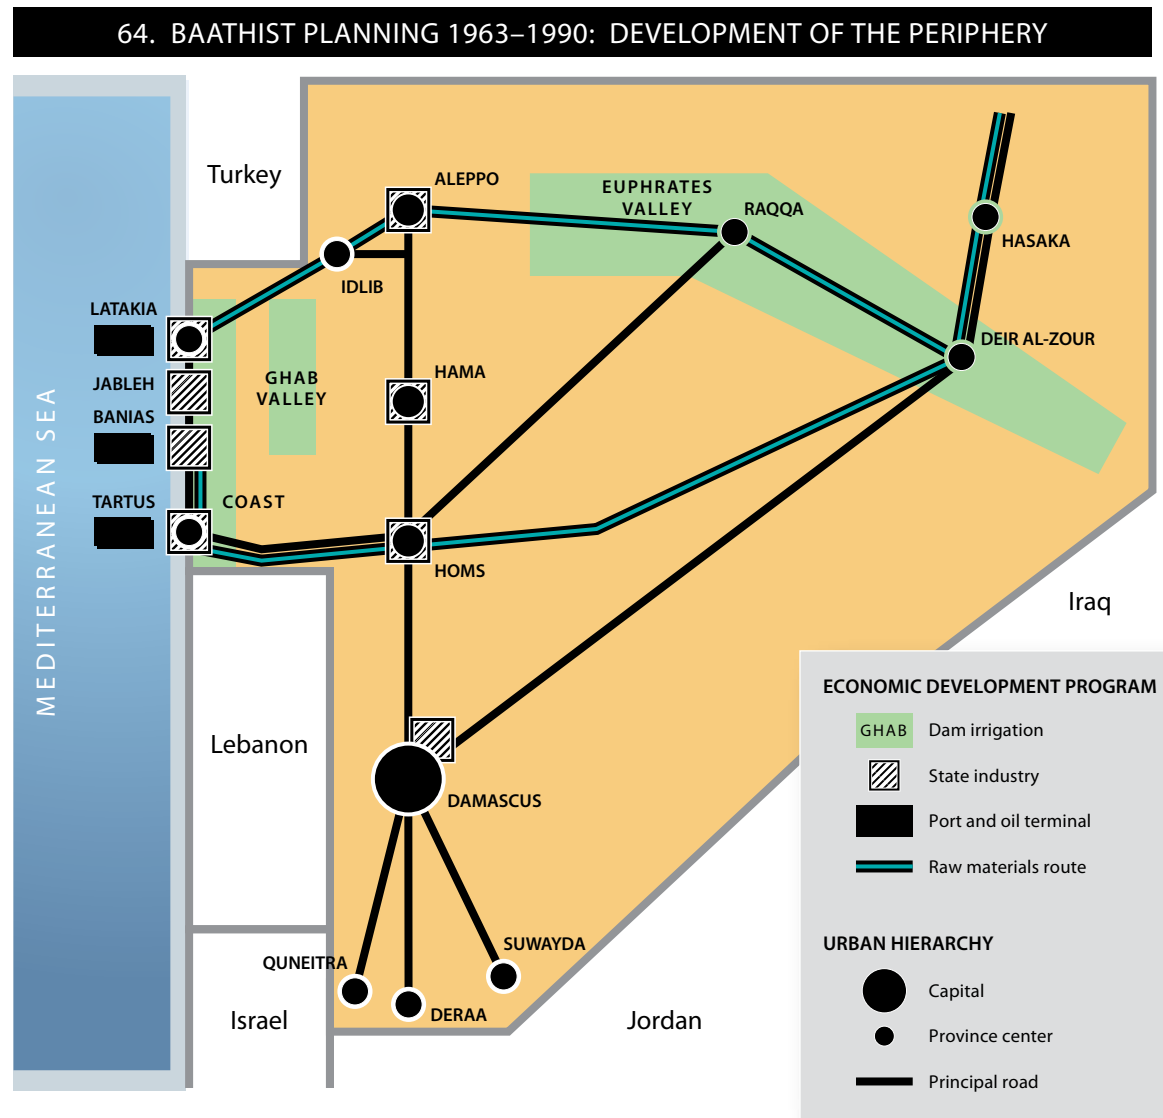 64. BAATHIST PLANNING 1963–1990: DEVELOPMENT OF THE PERIPHERY
Turkey
ALEPPO
EUPHRATES
VALLEY
RAQQA
HASAKA
IDLIB
LATAKIA
DEIR AL-ZOUR
JABLEH
GHAB
VALLEY
HAMA
BANIAS
TARTUS
COAST
MEDITERRANEAN SEA
HOMS
Iraq
Lebanon
DAMASCUS
SUWAYDA
QUNEITRA
DERAA
Israel
Jordan
ECONOMIC DEVELOPMENT PROGRAM
GHAB Dam irrigation
State industry
Port and oil terminal
Raw materials route
URBAN HIERARCHY
Capital
Province center
Principal road